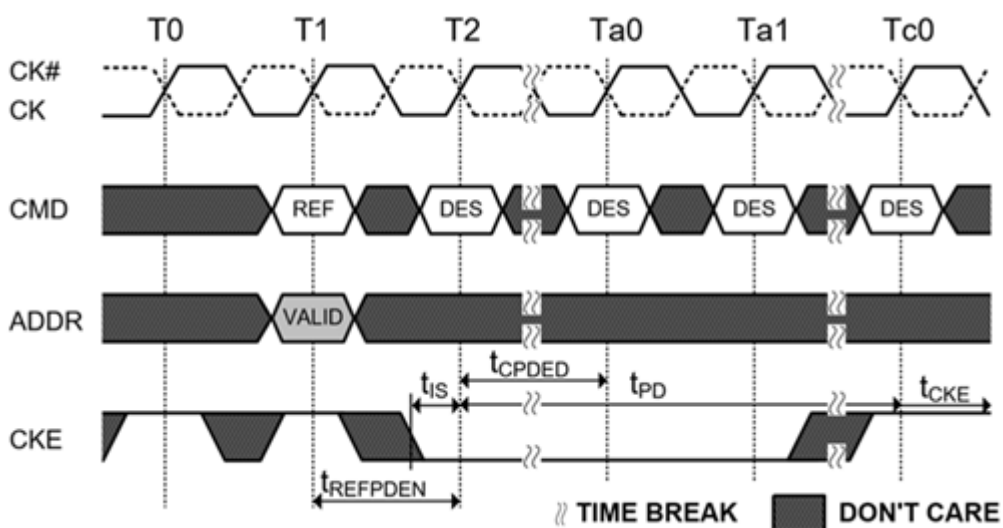 T0 T1 T2 Ta0 Ta1 Tc0
CK#
CK
CMD REF DES DES DES DES
ADDR VALID
tIS tCPDED tPD tCKE
CKE
tREFPDEN
TIME BREAK DON'T CARE